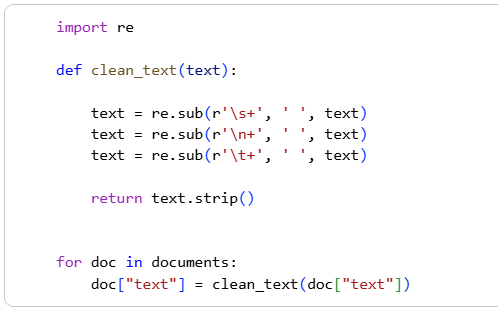 import re
def clean_text(text):
text = re.sub(r'\s+', ' ', text)
text = re.sub(r'\n+', ' ', text)
text = re.sub(r'\t+', ' ', text)
return text.strip()
for doc in documents:
doc["text"] = clean_text(doc["text"])